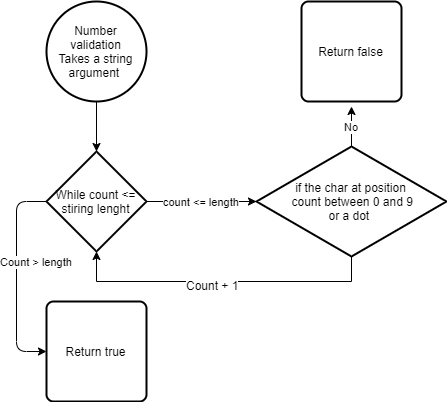 Number
validation
Takes a string
argument
Return false
No
While count <=
stiring lenght
count <= length
if the char at position
count between 0 and 9
or a dot
Count > length
Count + 1
Return true